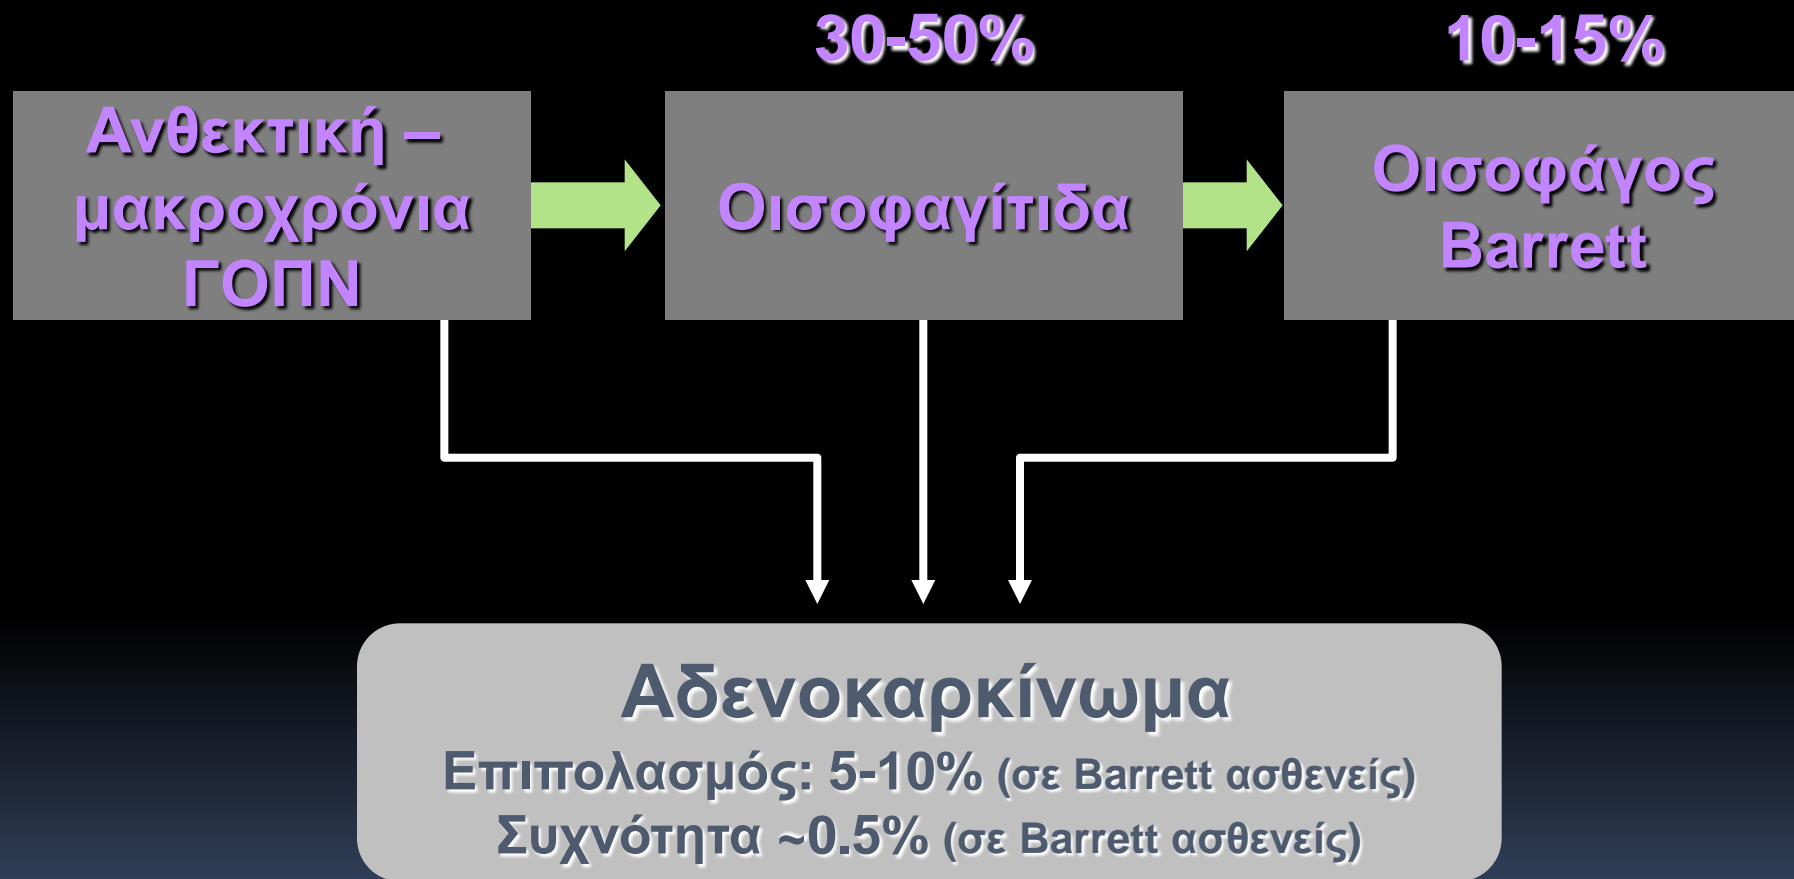 30-50%
10-15%
Ανθεκτική –
μακροχρόνια
ΓΟΠΝ
Οισοφαγίτιδα
Οισοφάγος
Barrett
Αδενοκαρκίνωμα
Επιπολασμός: 5-10% (σε Barrett ασθενείς)
Συχνότητα ~0.5% (σε Barrett ασθενείς)